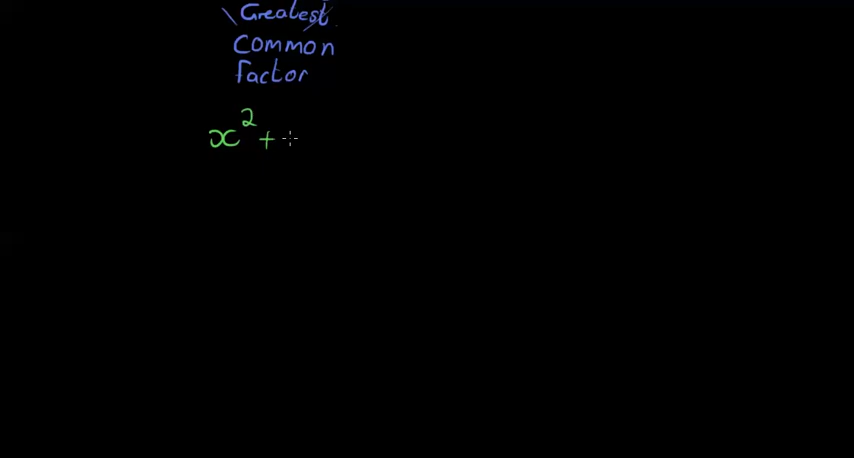 Greatest
Common
Factor
x² +